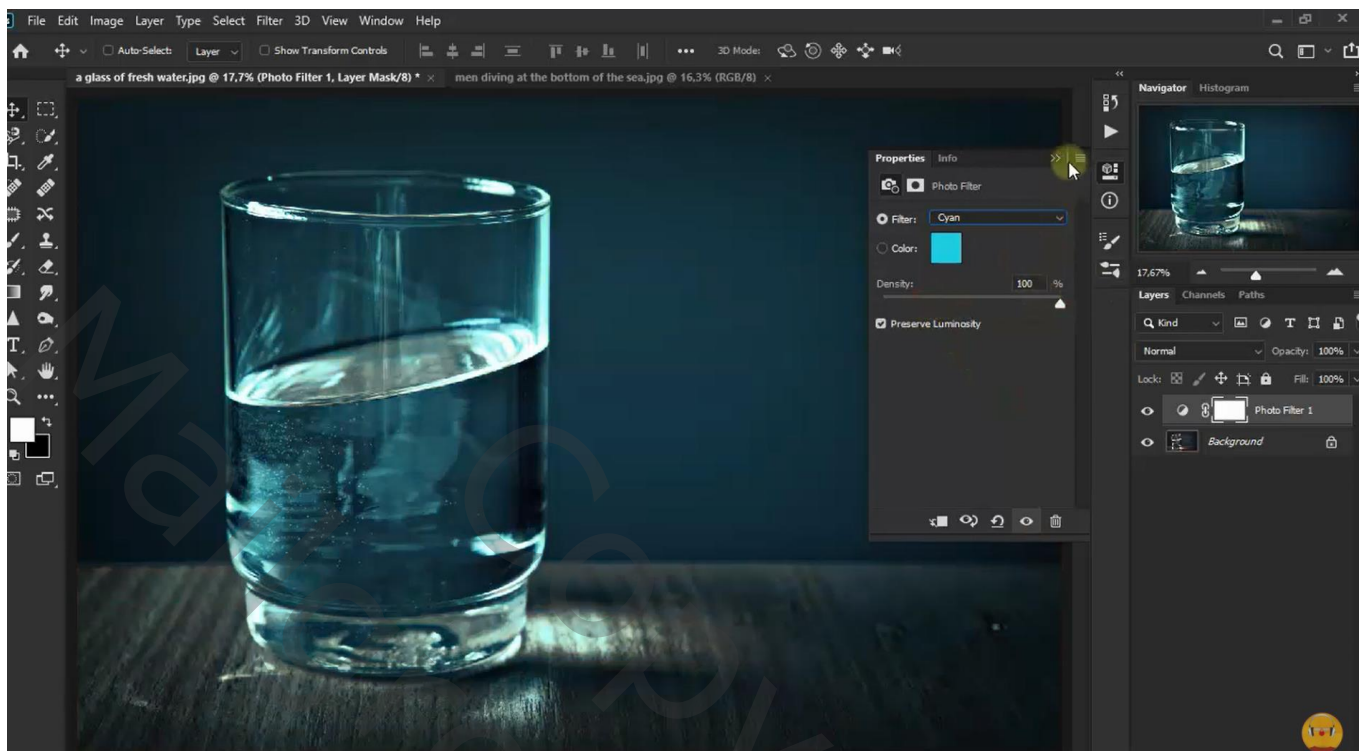 File Edit Image Layer Type Select Filter 3D View Window Help
Auto-Select: Layer Show Transform Controls 3D Mode:
a glass of fresh water.jpg @ 17,7% (Photo Filter 1, Layer Mask/8) * × men diving at the bottom of the sea.jpg @ 16,3% (RGB/8) ×
Navigator Histogram
Properties Info
Photo Filter
Filter: Cyan
Color:
Density: 100 %
Preserve Luminosity
17,67%
Layers Channels Paths
Kind
Normal Opacity: 100%
Lock: Fill: 100%
Photo Filter 1
Background